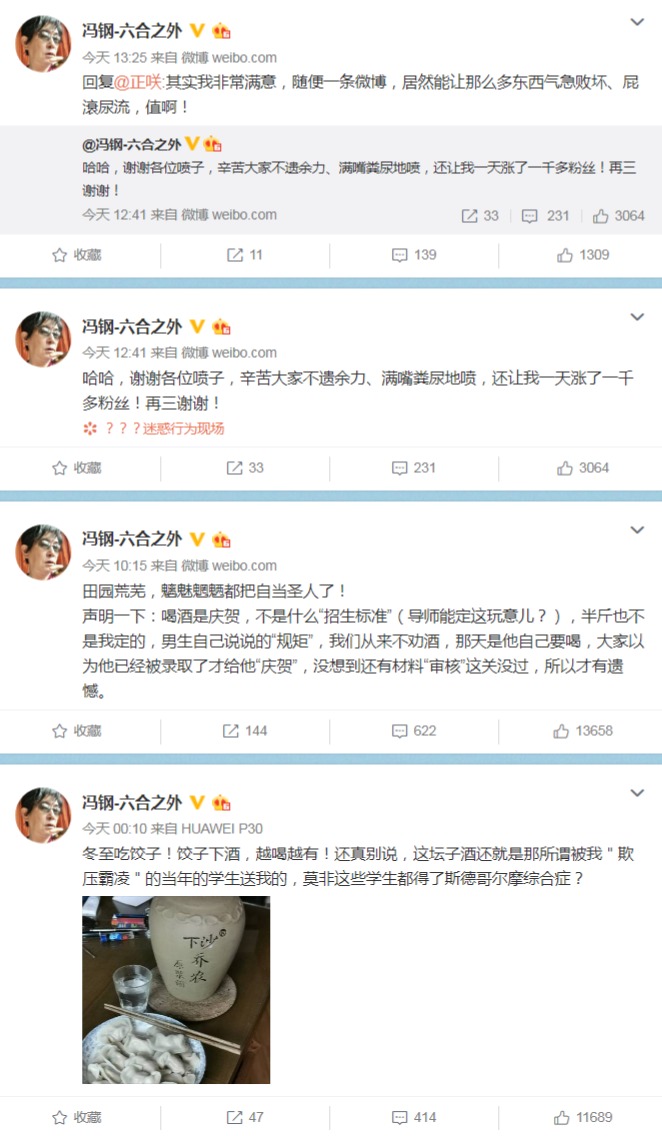 冯钢-六合之外
今天 13:25 来自 微博 weibo.com
回复@正咲:其实我非常满意，随便一条微博，居然能让那么多东西气急败坏、屁
滚尿流，值啊！
@冯钢-六合之外
哈哈，谢谢各位喷子，辛苦大家不遗余力、满嘴粪尿地喷，还让我一天涨了一千多粉丝！再三
谢谢！
今天 12:41 来自 微博 weibo.com 33 231 3064
收藏 11 139 1309
冯钢-六合之外
今天 12:41 来自 微博 weibo.com
哈哈，谢谢各位喷子，辛苦大家不遗余力、满嘴粪尿地喷，还让我一天涨了一千
多粉丝！再三谢谢！
？？？迷惑行为现场
收藏 33 231 3064
冯钢-六合之外
今天 10:15 来自 微博 weibo.com
田园荒芜，魑魅魍魉都把自当圣人了！
声明一下：喝酒是庆贺，不是什么“招生标准”（导师能定这玩意儿？），半斤也不
是我定的，男生自己说说的“规矩”，我们从来不劝酒，那天是他自己要喝，大家以
为他已经被录取了才给他“庆贺”，没想到还有材料“审核”这关没过，所以才有遗
憾。
收藏 144 622 13658
冯钢-六合之外
今天 00:10 来自 HUAWEI P30
冬至吃饺子！饺子下酒，越喝越有！还真别说，这坛子酒还就是那所谓被我＂欺
压霸凌＂的当年的学生送我的，莫非这些学生都得了斯德哥尔摩综合症？
下沙
乔农
原浆酒
收藏 47 414 11689